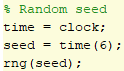 % Random seed
time = clock;
seed = time(6);
rng(seed);